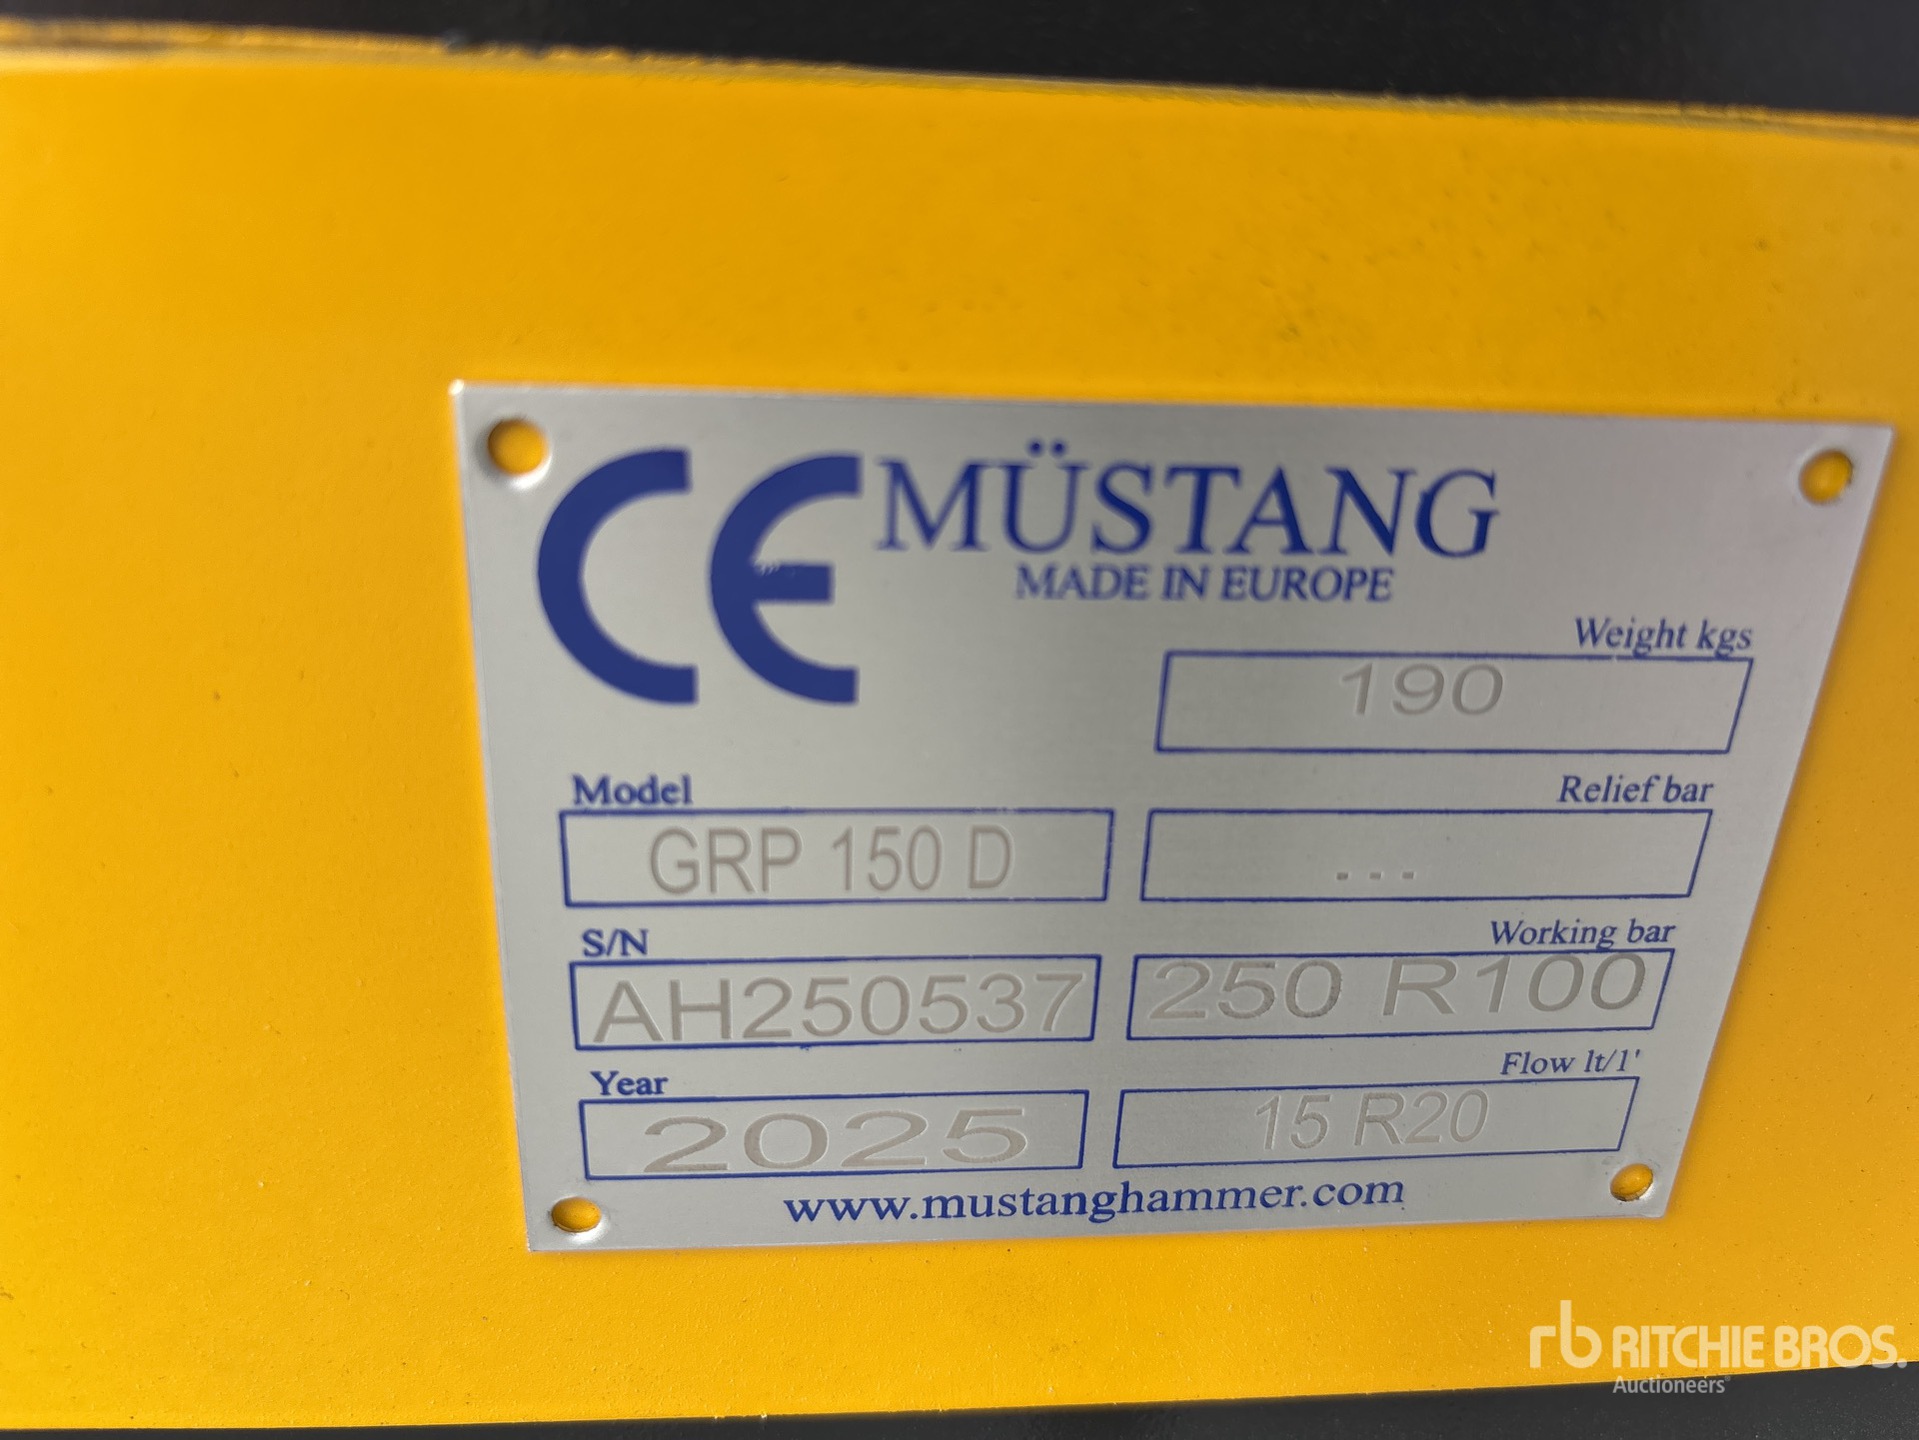 CE MÜSTANG
MADE IN EUROPE
Weight kgs
190
Model
GRP 150 D
Relief bar
...
S/N
AH250537
Working bar
250 R100
Year
2025
Flow lt/1'
15 R20
www.mustanghammer.com
rb RITCHIE BROS.
Auctioneers